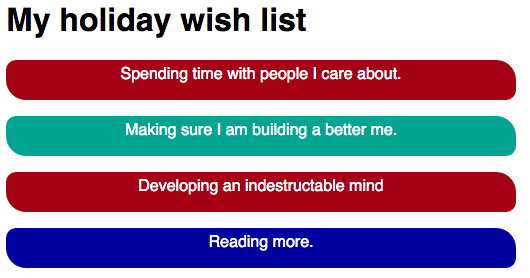 My holiday wish list
Spending time with people I care about.
Making sure I am building a better me.
Developing an indestructable mind
Reading more.